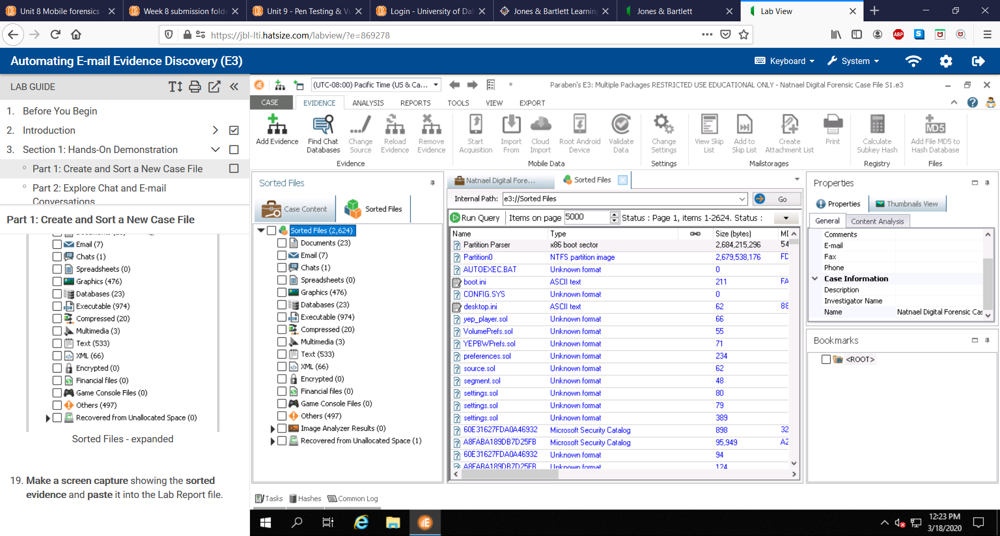 Unit 8 Mobile forensics -
Week 8 submission folde
Unit 9 - Pen Testing & Vu
Login - University of Dal
Jones & Bartlett Learning
Jones & Bartlett
Lab View
https://jbl-lti.hatsize.com/labview/?e=869278
Automating E-mail Evidence Discovery (E3)
Keyboard
System
LAB GUIDE
1. Before You Begin
2. Introduction
3. Section 1: Hands-On Demonstration
Part 1: Create and Sort a New Case File
Part 2: Explore Chat and E-mail
Conversations
Part 1: Create and Sort a New Case File
Email (7)
Chats (1)
Spreadsheets (0)
Graphics (476)
Databases (23)
Executable (974)
Compressed (20)
Multimedia (3)
Text (533)
XML (66)
Encrypted (0)
Financial files (0)
Game Console Files (0)
Others (497)
Recovered from Unallocated Space (0)
Sorted Files - expanded
19. Make a screen capture showing the sorted
evidence and paste it into the Lab Report file.
(UTC-08:00) Pacific Time (US & Ca...
Paraben's E3: Multiple Packages RESTRICTED USE EDUCATIONAL ONLY - Natnael Digital Forensic Case File S1.e3
CASE
EVIDENCE
ANALYSIS
REPORTS
TOOLS
VIEW
EXPORT
Add Evidence
Find Chat
Databases
Change
Source
Reload
Evidence
Remove
Evidence
Evidence
Start
Acquisition
Import
From
Cloud
Import
Root Android
Device
Validate
Data
Mobile Data
Change
Settings
Settings
View Skip
List
Add to
Skip List
Create
Attachment List
Print
Mailstorages
Calculate
Subkey Hash
Registry
MD5
Add File MD5 to
Hash Database
Files
Sorted Files
Case Content
Sorted Files
Sorted Files (2,624)
Documents (23)
Email (7)
Chats (1)
Spreadsheets (0)
Graphics (476)
Databases (23)
Executable (974)
Compressed (20)
Multimedia (3)
Text (533)
XML (66)
Encrypted (0)
Financial files (0)
Game Console Files (0)
Others (497)
Image Analyzer Results (0)
Recovered from Unallocated Space (1)
Natnael Digital Fore...
Sorted Files
Internal Path: e3://Sorted Files Go
Run Query Items on page 5000 Status : Page 1, items 1-2624. Status :
Name Type Size (bytes) M
Partition Parser x86 boot sector 2,684,215,296 54
Partition0 NTFS partition image 2,679,538,176 FD
AUTOEXEC.BAT Unknown format 0
boot.ini ASCII text 211 FA
CONFIG.SYS Unknown format 0
desktop.ini ASCII text 62 88
yep_player.sol Unknown format 66
VolumePrefs.sol Unknown format 55
YEPBWPrefs.sol Unknown format 71
preferences.sol Unknown format 234
source.sol Unknown format 62
segment.sol Unknown format 48
settings.sol Unknown format 80
settings.sol Unknown format 79
settings.sol Unknown format 389
60E31627FDA0A46932 Microsoft Security Catalog 898 32
A8FABA189DB7D25FB Microsoft Security Catalog 95,949 A2
60E31627FDA0A46932 Unknown format 94
A8FABA189DB7D25FB Unknown format 124
Properties
Properties
Thumbnails View
General
Content Analysis
Comments
E-mail
Fax
Phone
Case Information
Description
Investigator Name
Name Natnael Digital Forensic Cas
Bookmarks
<ROOT>
Tasks
Hashes
Common Log
12:23 PM
3/18/2020